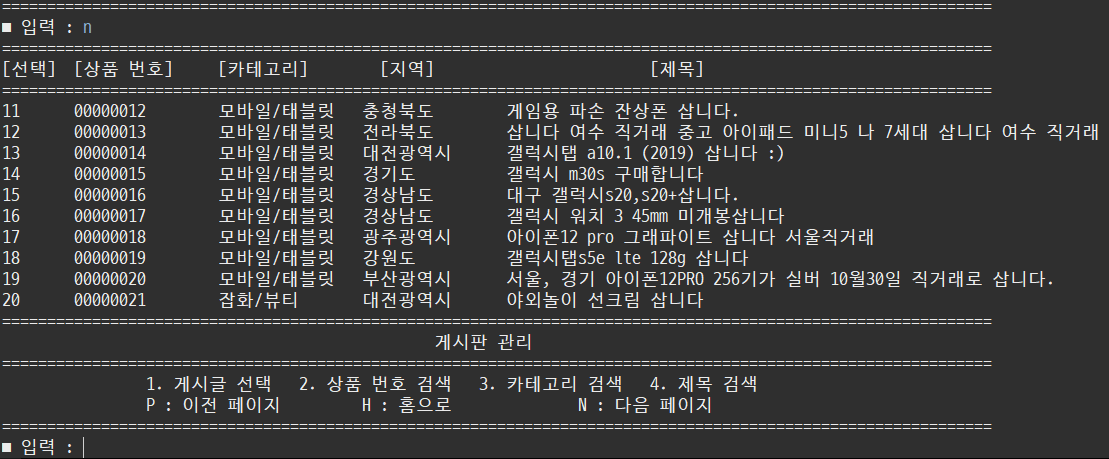 ==============================================================================================================
■ 입력 : n
==============================================================================================================
[선택]  [상품 번호]     [카테고리]        [지역]                        [제목]
==============================================================================================================
11      00000012        모바일/태블릿   충청북도        게임용 파손 잔상폰 삽니다.
12      00000013        모바일/태블릿   전라북도        삽니다 여수 직거래 중고 아이패드 미니5 나 7세대 삽니다 여수 직거래
13      00000014        모바일/태블릿   대전광역시      갤럭시탭 a10.1 (2019) 삽니다 :)
14      00000015        모바일/태블릿   경기도          갤럭시 m30s 구매합니다
15      00000016        모바일/태블릿   경상남도        대구 갤럭시s20,s20+삽니다.
16      00000017        모바일/태블릿   경상남도        갤럭시 워치 3 45mm 미개봉삽니다
17      00000018        모바일/태블릿   광주광역시      아이폰12 pro 그래파이트 삽니다 서울직거래
18      00000019        모바일/태블릿   강원도          갤럭시탭s5e lte 128g 삽니다
19      00000020        모바일/태블릿   부산광역시      서울, 경기 아이폰12PRO 256기가 실버 10월30일 직거래로 삽니다.
20      00000021        잡화/뷰티       대전광역시      야외놀이 선크림 삽니다
==============================================================================================================
게시판 관리
==============================================================================================================
1. 게시글 선택   2. 상품 번호 검색   3. 카테고리 검색   4. 제목 검색
P : 이전 페이지         H : 홈으로              N : 다음 페이지
==============================================================================================================
■ 입력 :